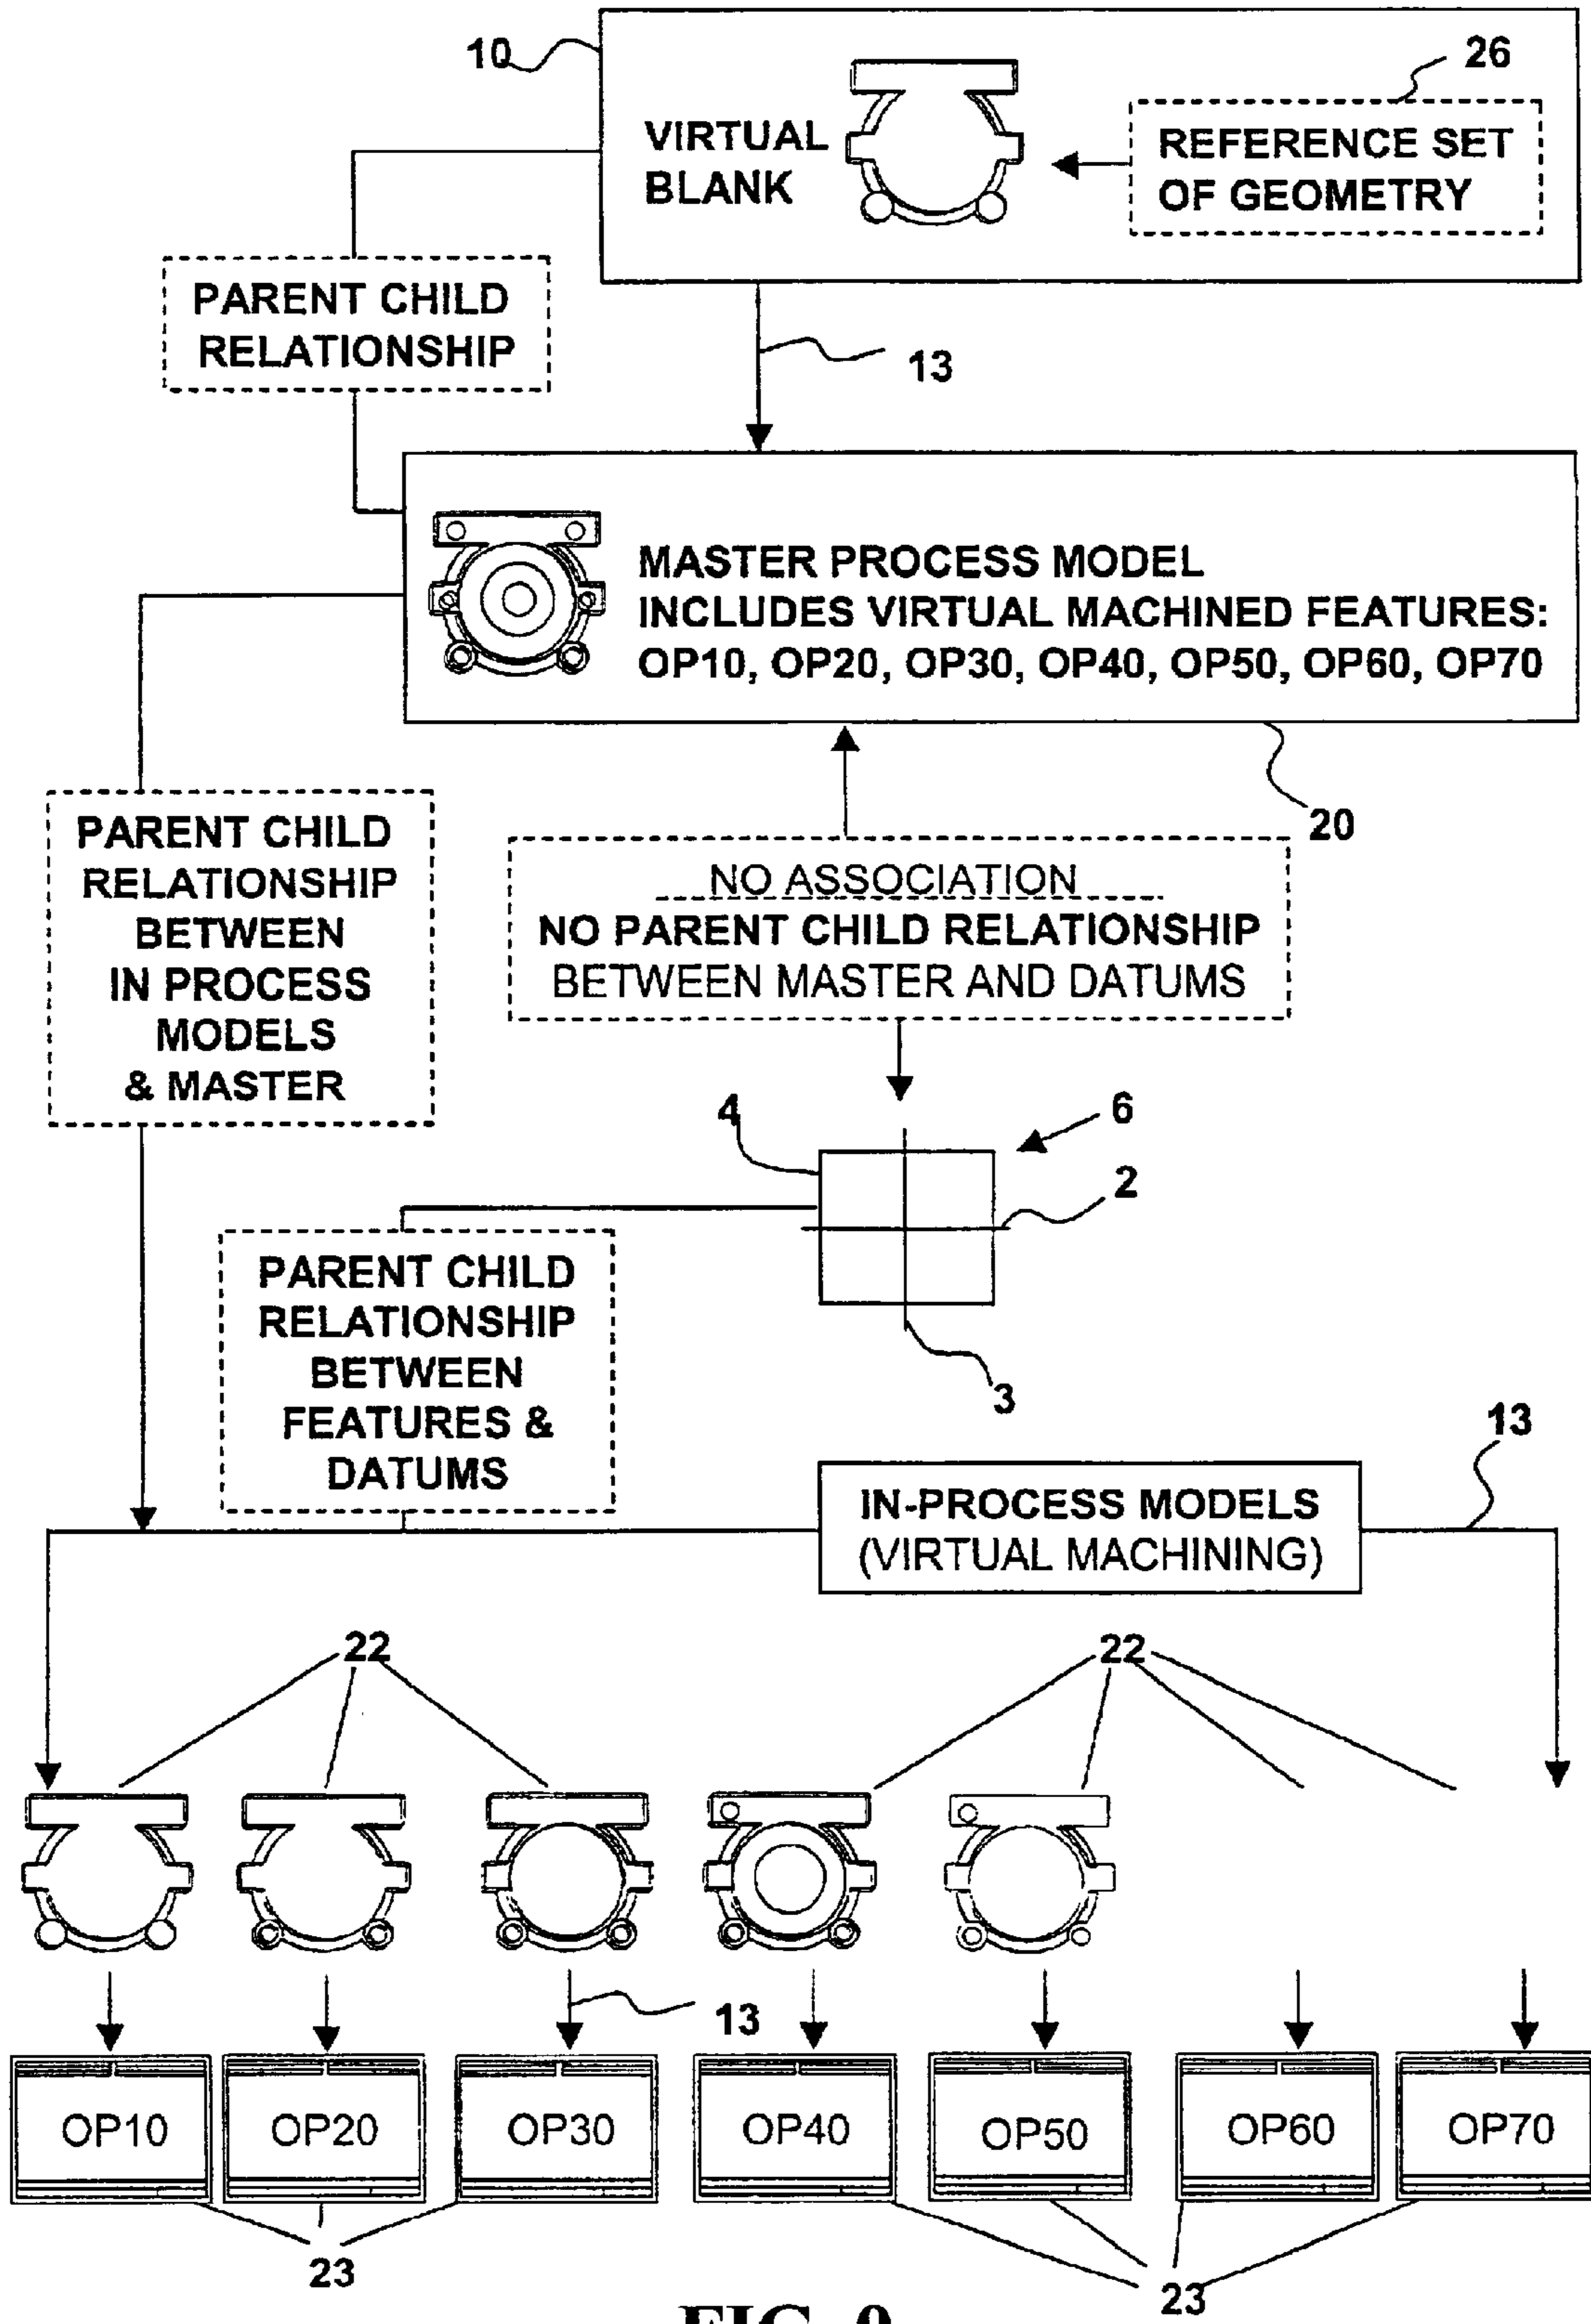 10
26
VIRTUAL
BLANK
REFERENCE SET
OF GEOMETRY
PARENT CHILD
RELATIONSHIP
13
MASTER PROCESS MODEL
INCLUDES VIRTUAL MACHINED FEATURES:
OP10, OP20, OP30, OP40, OP50, OP60, OP70
20
PARENT CHILD
RELATIONSHIP
BETWEEN
IN PROCESS
MODELS
& MASTER
NO ASSOCIATION
NO PARENT CHILD RELATIONSHIP
BETWEEN MASTER AND DATUMS
4
6
2
3
PARENT CHILD
RELATIONSHIP
BETWEEN
FEATURES &
DATUMS
13
IN-PROCESS MODELS
(VIRTUAL MACHINING)
22
22
13
OP10
OP20
OP30
OP40
OP50
OP60
OP70
23
23